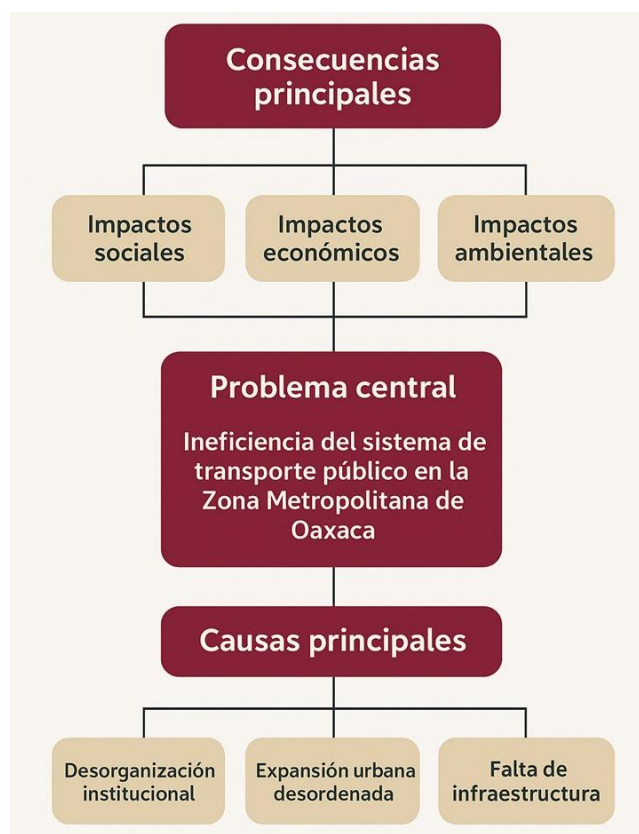 Consecuencias
principales
Impactos
sociales
Impactos
económicos
Impactos
ambientales
Problema central
Ineficiencia del sistema de
transporte público en la
Zona Metropolitana de
Oaxaca
Causas principales
Desorganización
institucional
Expansión urbana
desordenada
Falta de
infraestructura